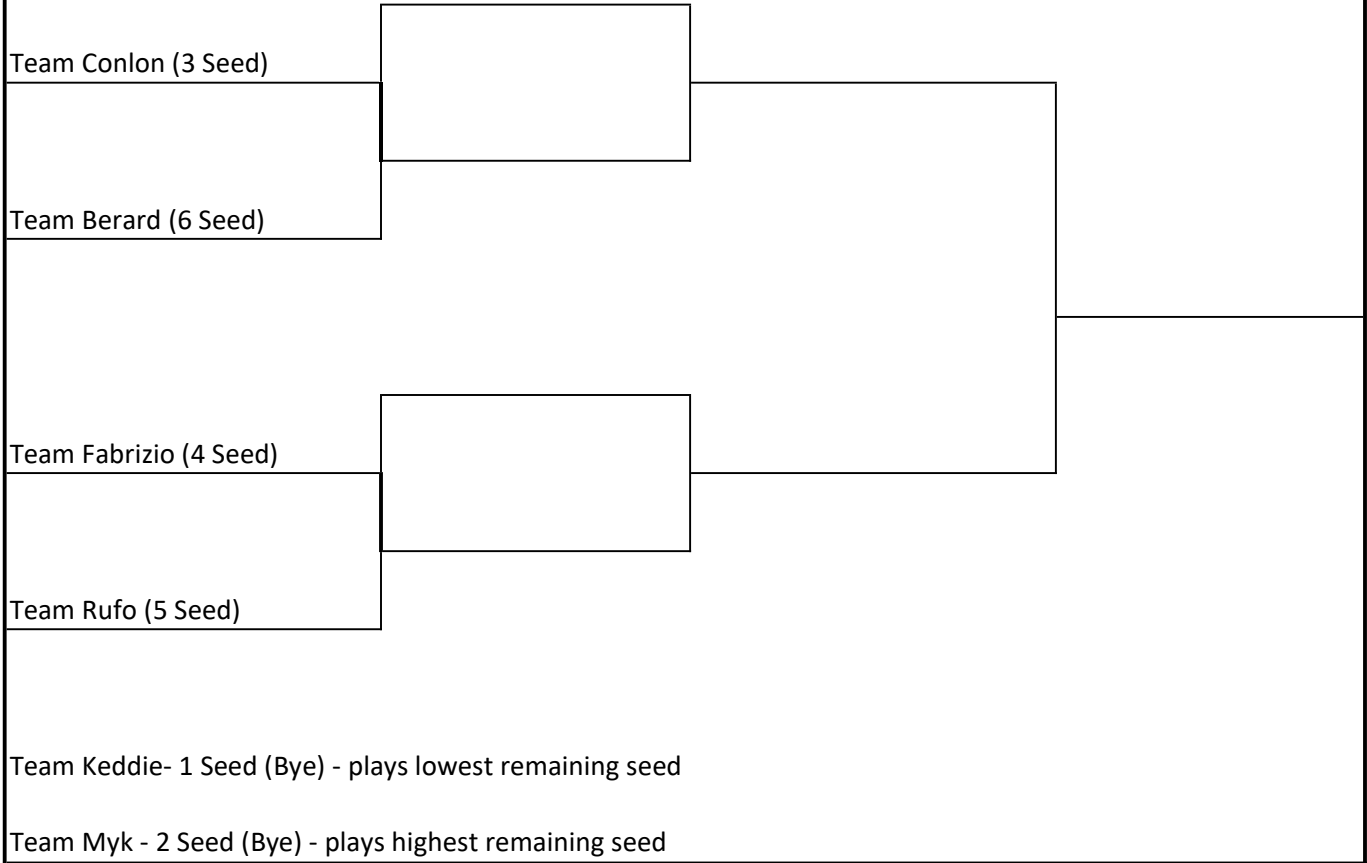 Team Conlon (3 Seed)
Team Berard (6 Seed)
Team Fabrizio (4 Seed)
Team Rufo (5 Seed)
Team Keddie- 1 Seed (Bye) - plays lowest remaining seed
Team Myk - 2 Seed (Bye) - plays highest remaining seed